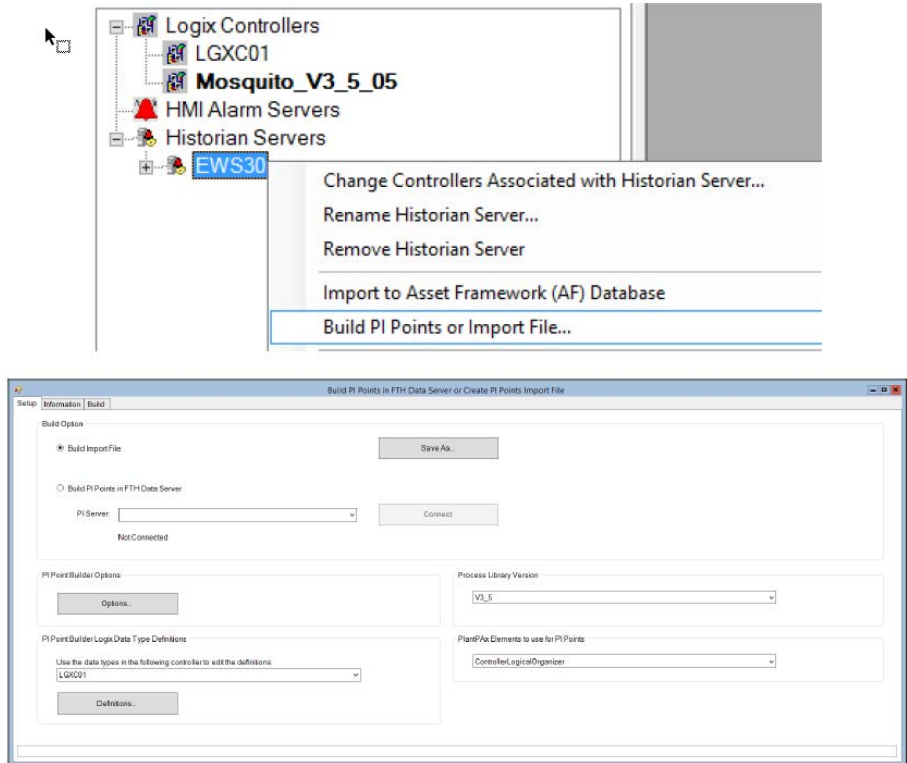 Logix Controllers
LGXC01
Mosquito_V3_5_05
HMI Alarm Servers
Historian Servers
EWS30
Change Controllers Associated with Historian Server...
Rename Historian Server...
Remove Historian Server
Import to Asset Framework (AF) Database
Build PI Points or Import File...
Build PI Points in FTH Data Server or Create PI Points Import File
Setup Information Build
Build Option
Build Import File Save As...
Build PI Points in FTH Data Server
PI Server: Connect
Not Connected
PI Point Builder Options Process Library Version
Options... V3_5
PI Point Builder Logix Data Type Definitions PlantPAx Elements to use for PI Points
Use the data types in the following controller to edit the definitions:
LGXC01 ControllerLogicalOrganizer
Definitions...